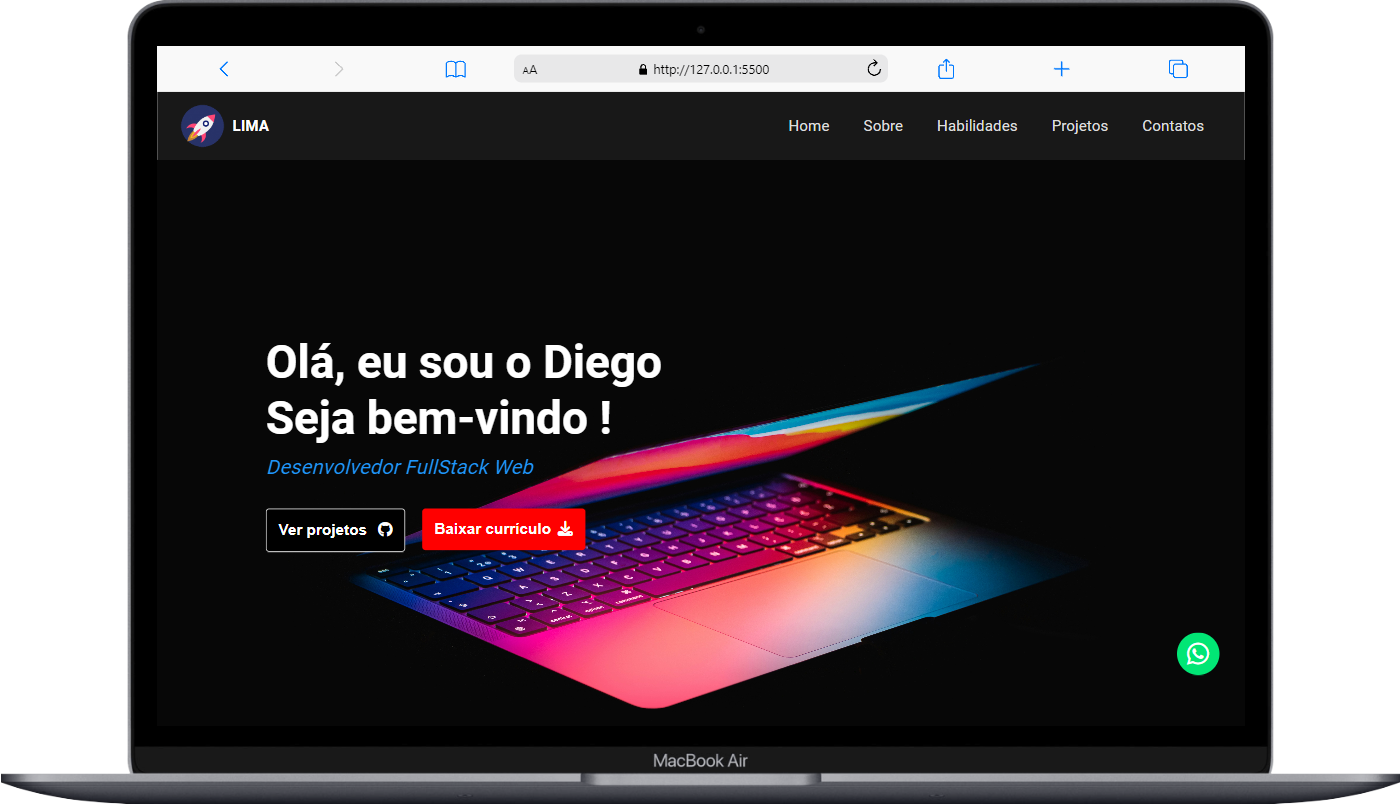 AA http://127.0.0.1:5500
LIMA Home Sobre Habilidades Projetos Contatos
Olá, eu sou o Diego
Seja bem-vindo !
Desenvolvedor FullStack Web
Ver projetos Baixar currículo
MacBook Air